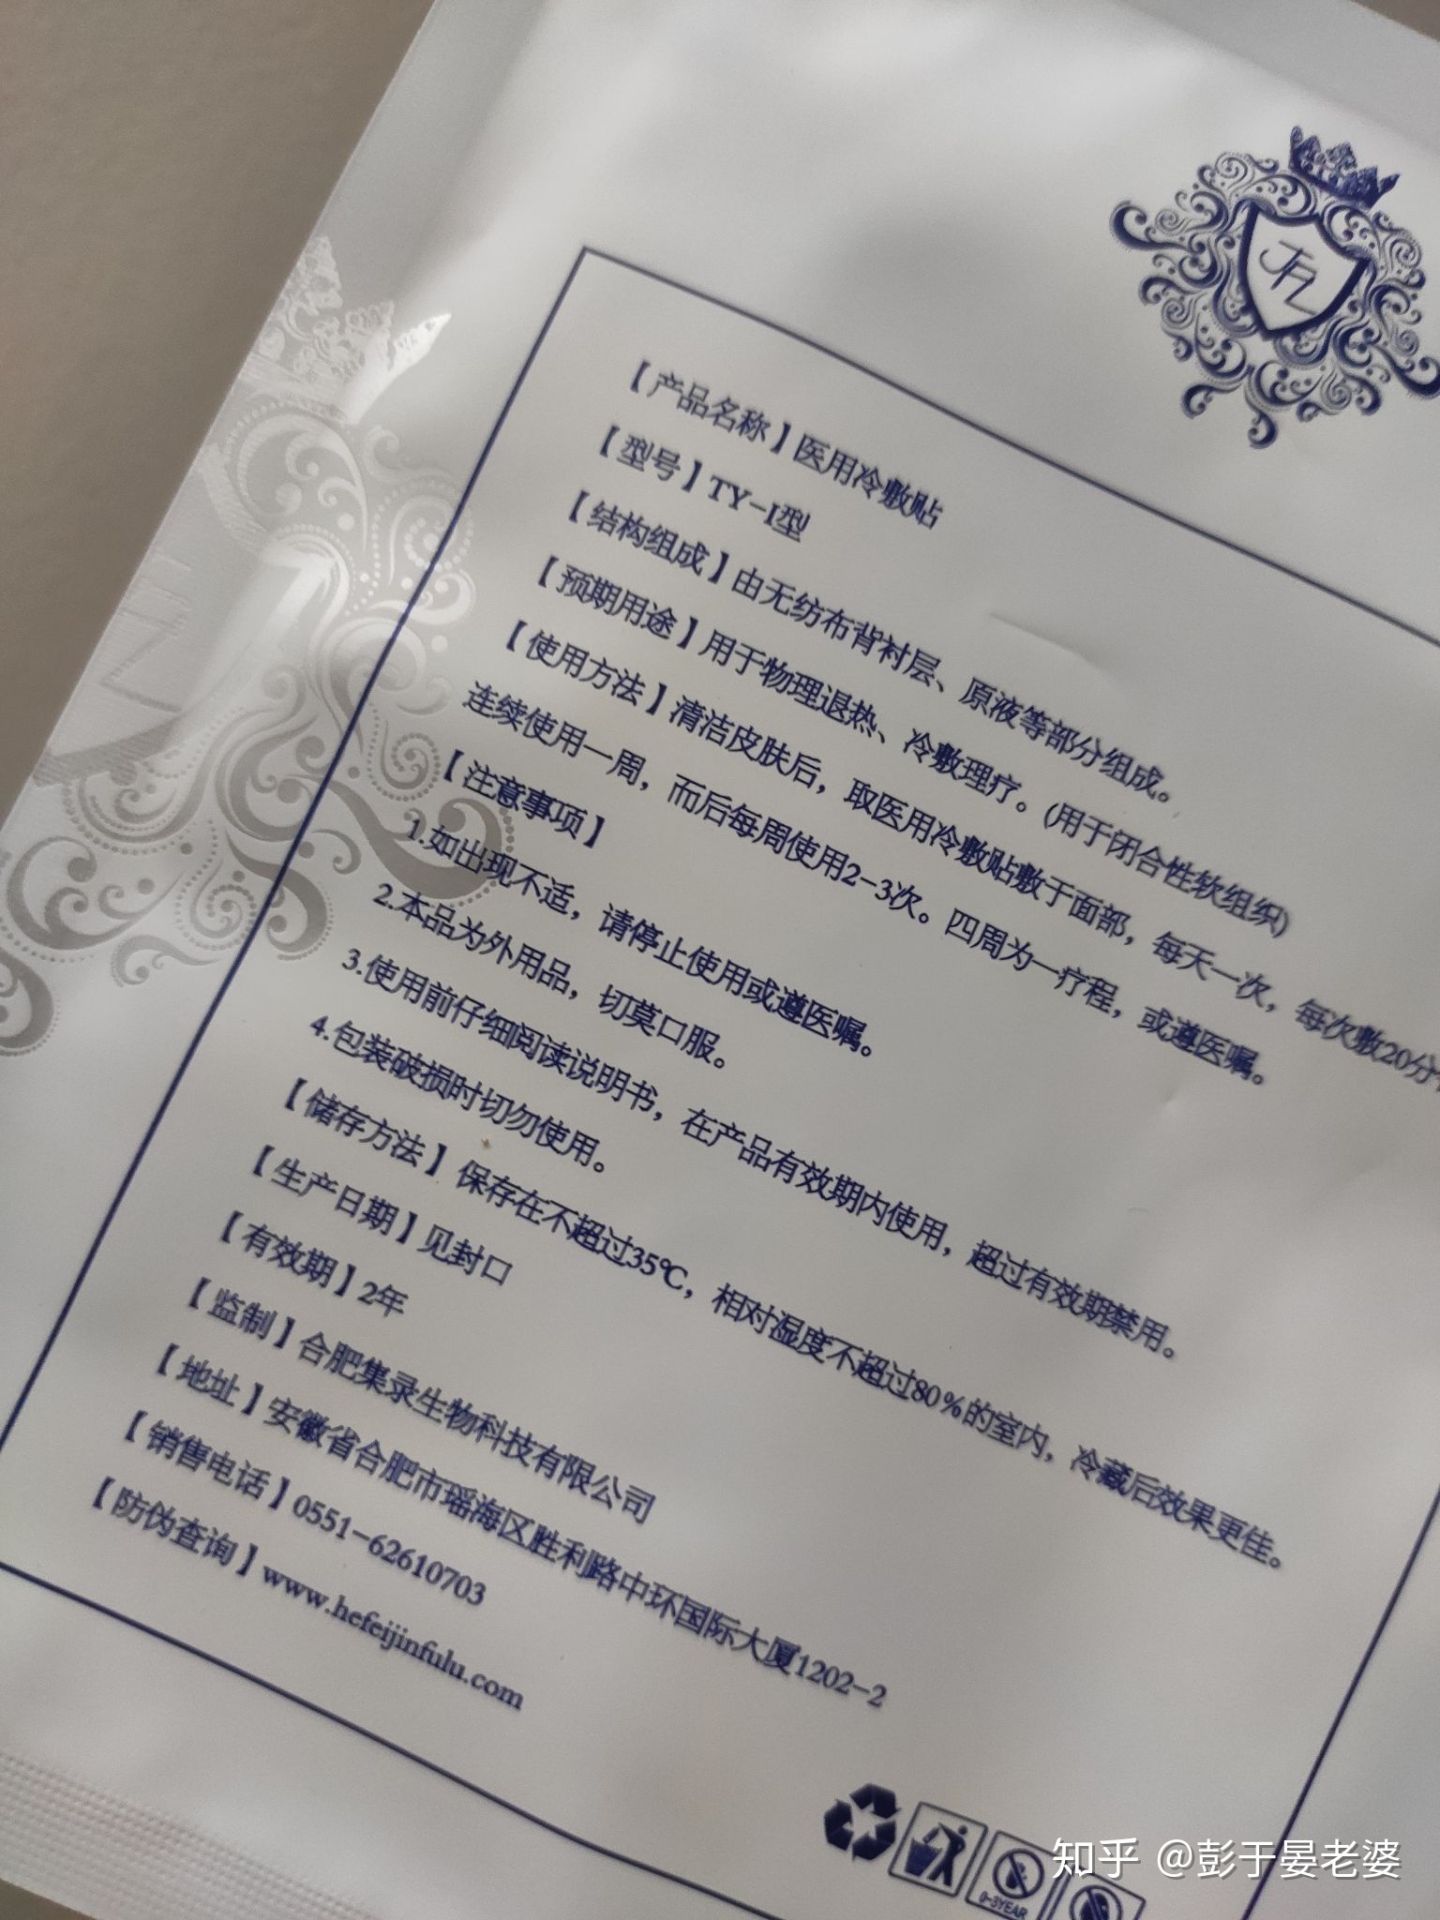 JFL
【产品名称】医用冷敷贴
【型号】TY-I型
【结构组成】由无纺布背衬层、原液等部分组成。
【预期用途】用于物理退热、冷敷理疗。(用于闭合性软组织)
【使用方法】清洁皮肤后，取医用冷敷贴敷于面部，每天一次，每次敷20分
连续使用一周，而后每周使用2-3次。四周为一疗程，或遵医嘱。
【注意事项】
1.如出现不适，请停止使用或遵医嘱。
2.本品为外用品，切莫口服。
3.使用前仔细阅读说明书，在产品有效期内使用，超过有效期禁用。
4.包装破损时切勿使用。
【储存方法】保存在不超过35℃，相对湿度不超过80%的室内，冷藏后效果更佳。
【生产日期】见封口
【有效期】2年
【监制】合肥集录生物科技有限公司
【地址】安徽省合肥市瑶海区胜利路中环国际大厦1202-2
【销售电话】0551-62610703
【防伪查询】www.hefeijinfulu.com
0-3YEAR
知乎 @彭于晏老婆